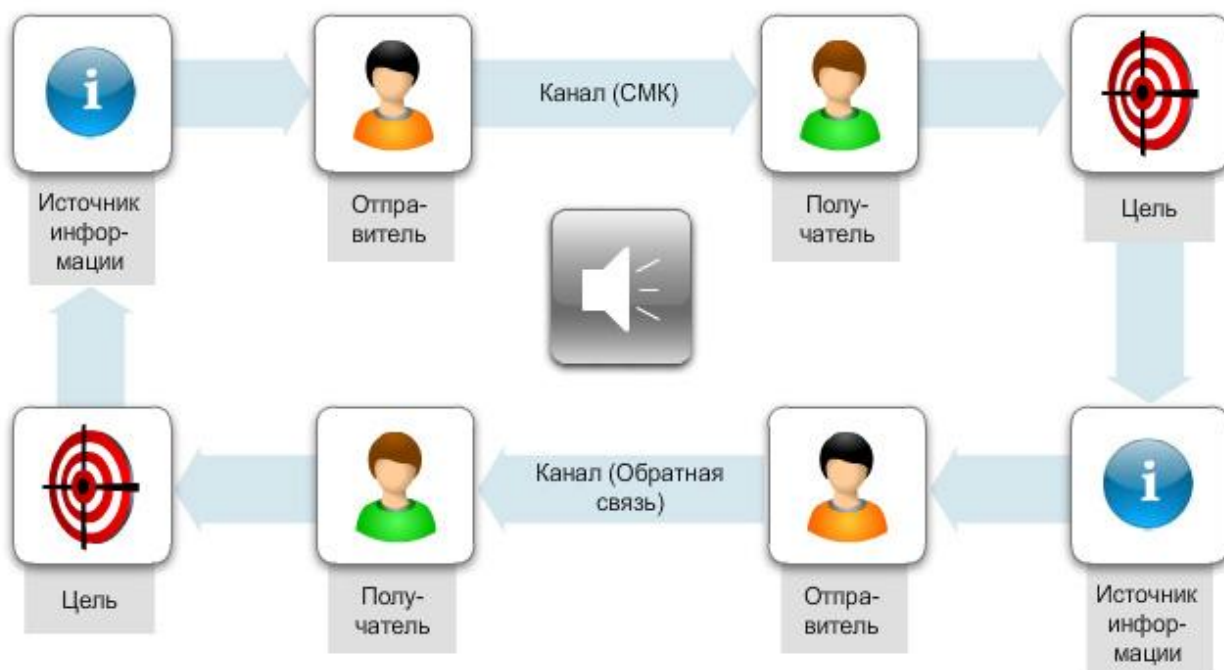 Канал (СМК)
Источник
инфор-
мации
Отпра-
витель
Полу-
чатель
Цель
Канал (Обратная
связь)
Цель
Полу-
чатель
Отпра-
витель
Источник
инфор-
мации